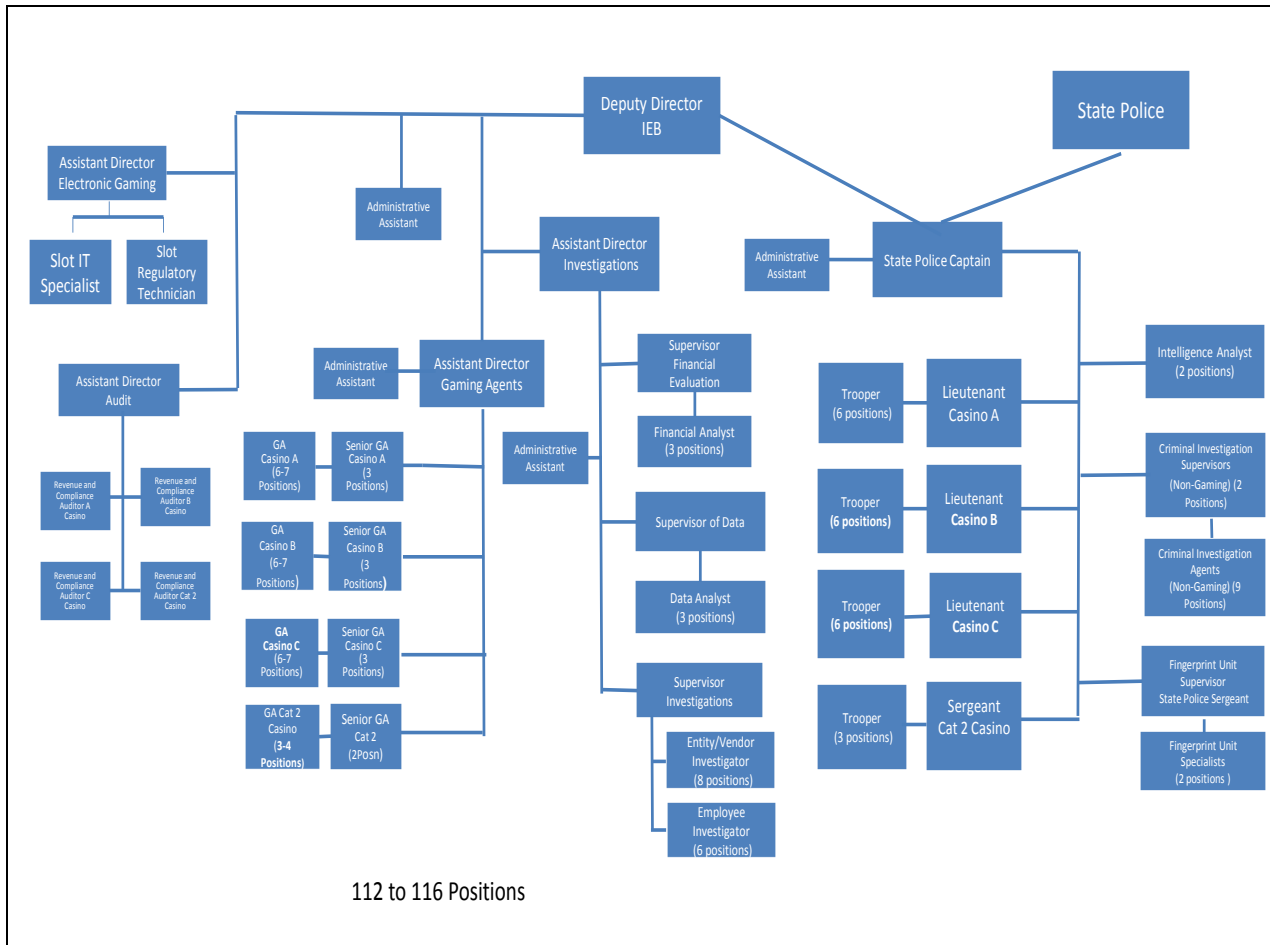 Deputy Director
IEB
State Police
Assistant Director
Electronic Gaming
Slot IT
Specialist
Slot
Regulatory
Technician
Administrative
Assistant
Assistant Director
Investigations
Administrative
Assistant
State Police Captain
Assistant Director
Audit
Revenue and
Compliance
Auditor A
Casino
Revenue and
Compliance
Auditor B
Casino
Revenue and
Compliance
Auditor C
Casino
Revenue and
Compliance
Auditor Cat 2
Casino
Administrative
Assistant
Assistant Director
Gaming Agents
GA
Casino A
(6-7
Positions)
Senior GA
Casino A
(3
Positions)
GA
Casino B
(6-7
Positions)
Senior GA
Casino B
(3
Positions)
GA
Casino C
(6-7
Positions)
Senior GA
Casino C
(3
Positions)
GA Cat 2
Casino
(3-4
Positions)
Senior GA
Cat 2
(2Posn)
Supervisor
Financial
Evaluation
Financial Analyst
(3 positions)
Administrative
Assistant
Supervisor of Data
Data Analyst
(3 positions)
Supervisor
Investigations
Entity/Vendor
Investigator
(8 positions)
Employee
Investigator
(6 positions)
Trooper
(6 positions)
Lieutenant
Casino A
Trooper
(6 positions)
Lieutenant
Casino B
Trooper
(6 positions)
Lieutenant
Casino C
Trooper
(3 positions)
Sergeant
Cat 2 Casino
Intelligence Analyst
(2 positions)
Criminal Investigation
Supervisors
(Non-Gaming) (2
Positions)
Criminal Investigation
Agents
(Non-Gaming) (9
Positions)
Fingerprint Unit
Supervisor
State Police Sergeant
Fingerprint Unit
Specialists
(2 positions )
112 to 116 Positions